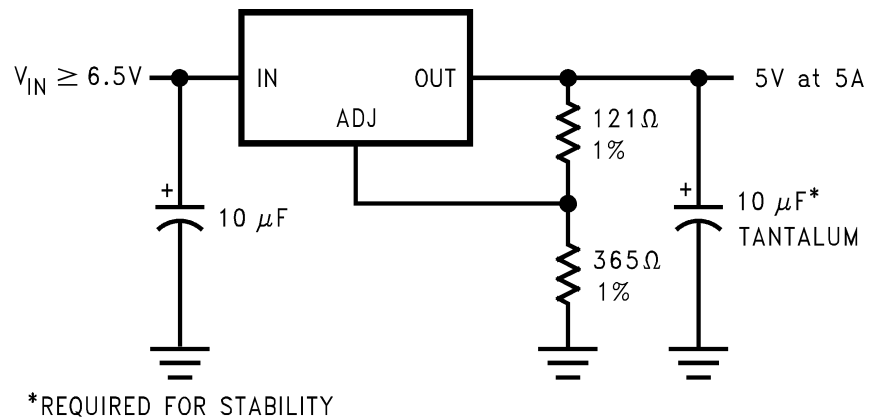 V_IN ≥ 6.5V
IN
OUT
ADJ
5V at 5A
121Ω
1%
+
10 μF
+
10 μF*
TANTALUM
365Ω
1%
*REQUIRED FOR STABILITY